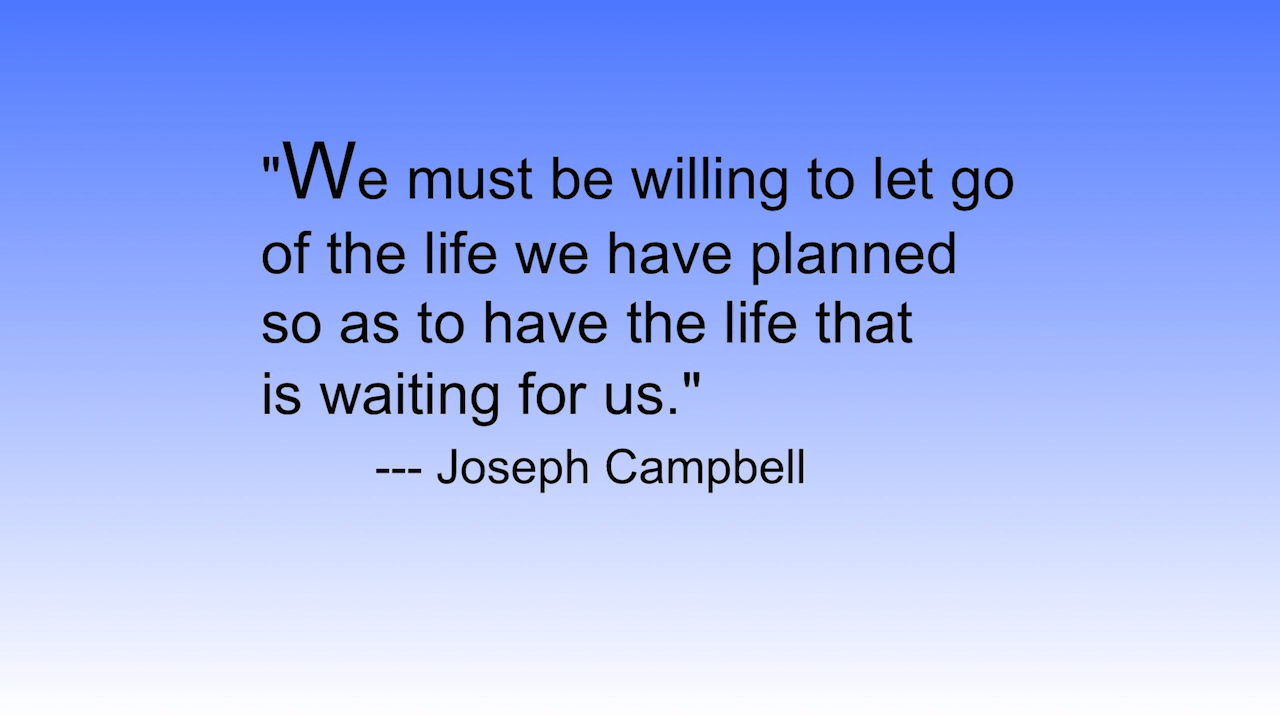 "We must be willing to let go
of the life we have planned
so as to have the life that
is waiting for us."
--- Joseph Campbell